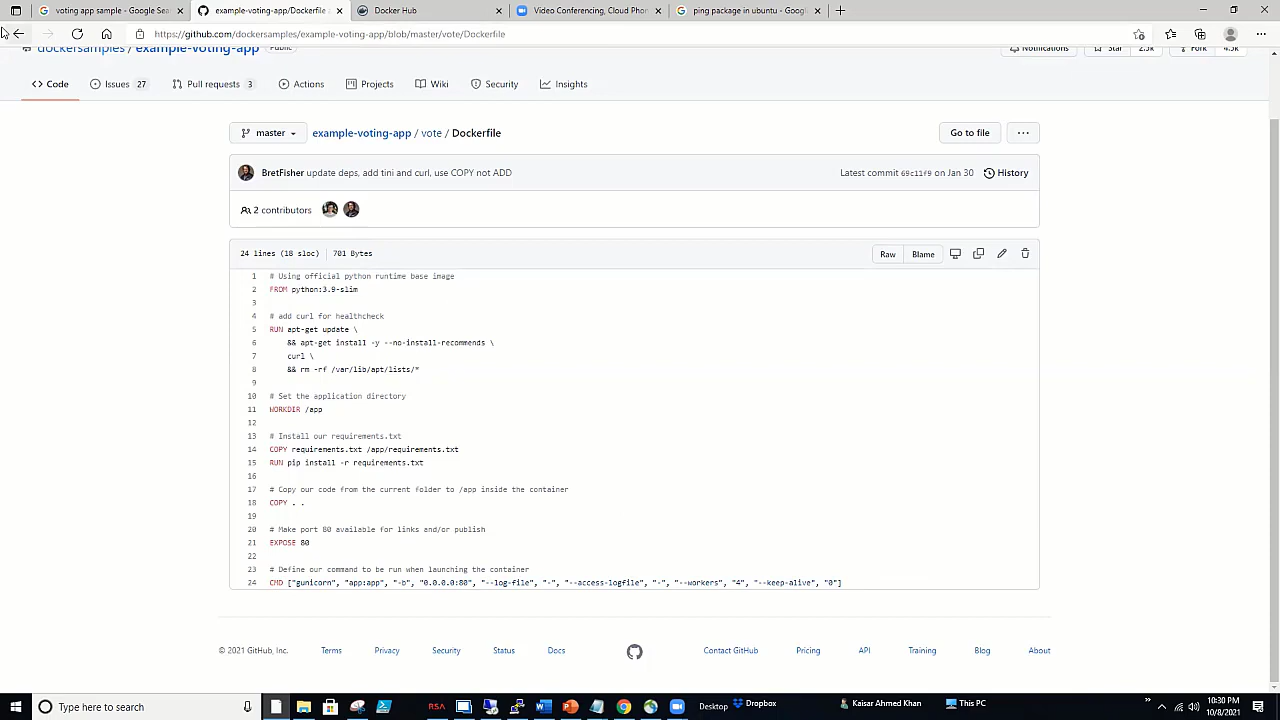 voting app sample - Google Sea
example-voting-app/Dockerfile
Docker Hub
Video Conferencing, Cloud Phon
ping package in ubuntu - Google
https://github.com/dockersamples/example-voting-app/blob/master/vote/Dockerfile
dockersamples / example-voting-app Public
Notifications Star 2.5k Fork 4.3k
Code Issues 27 Pull requests 3 Actions Projects Wiki Security Insights
master example-voting-app / vote / Dockerfile Go to file ...
BretFisher update deps, add tini and curl, use COPY not ADD Latest commit 69c11f9 on Jan 30 History
2 contributors
24 lines (18 sloc) 701 Bytes Raw Blame
1 # Using official python runtime base image
2 FROM python:3.9-slim
3
4 # add curl for healthcheck
5 RUN apt-get update \
6 && apt-get install -y --no-install-recommends \
7 curl \
8 && rm -rf /var/lib/apt/lists/*
9
10 # Set the application directory
11 WORKDIR /app
12
13 # Install our requirements.txt
14 COPY requirements.txt /app/requirements.txt
15 RUN pip install -r requirements.txt
16
17 # Copy our code from the current folder to /app inside the container
18 COPY . .
19
20 # Make port 80 available for links and/or publish
21 EXPOSE 80
22
23 # Define our command to be run when launching the container
24 CMD ["gunicorn", "app:app", "-b", "0.0.0.0:80", "--log-file", "-", "--access-logfile", "-", "--workers", "4", "--keep-alive", "0"]
© 2021 GitHub, Inc. Terms Privacy Security Status Docs Contact GitHub Pricing API Training Blog About
Type here to search RSA Desktop Dropbox Kaisar Ahmed Khan This PC
10:30 PM
10/8/2021